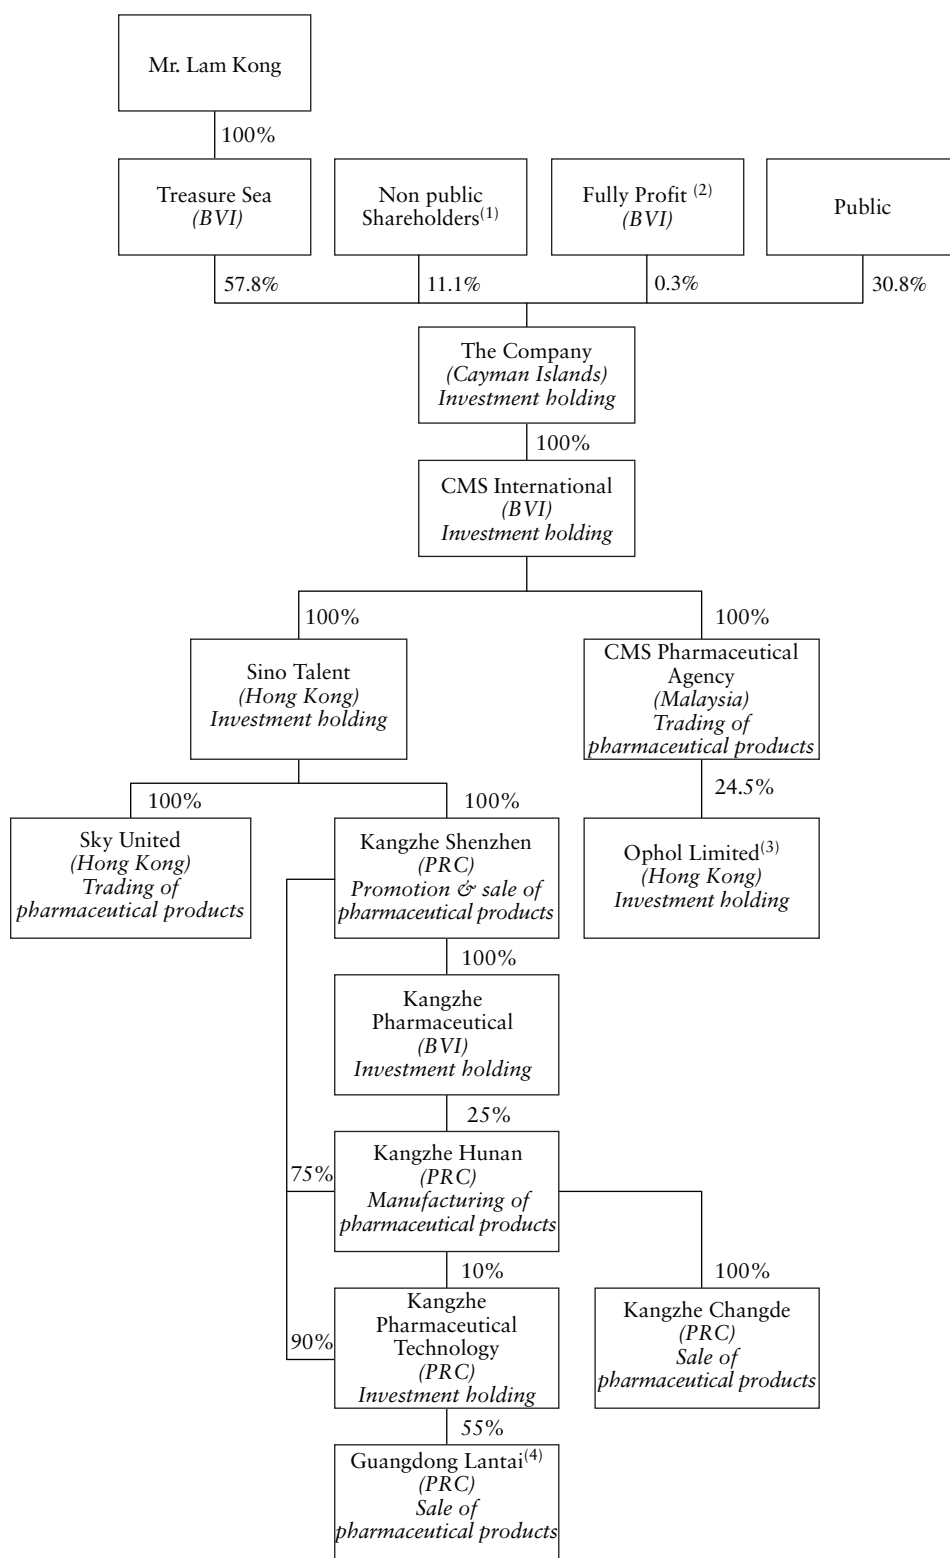 Mr. Lam Kong
100%
Treasure Sea
(BVI)
Non public
Shareholders(1)
Fully Profit (2)
(BVI)
Public
57.8%
11.1%
0.3%
30.8%
The Company
(Cayman Islands)
Investment holding
100%
CMS International
(BVI)
Investment holding
100%
100%
Sino Talent
(Hong Kong)
Investment holding
CMS Pharmaceutical
Agency
(Malaysia)
Trading of
pharmaceutical products
100%
100%
24.5%
Sky United
(Hong Kong)
Trading of
pharmaceutical products
Kangzhe Shenzhen
(PRC)
Promotion & sale of
pharmaceutical products
Ophol Limited(3)
(Hong Kong)
Investment holding
100%
Kangzhe
Pharmaceutical
(BVI)
Investment holding
25%
75%
Kangzhe Hunan
(PRC)
Manufacturing of
pharmaceutical products
10%
100%
90%
Kangzhe
Pharmaceutical
Technology
(PRC)
Investment holding
Kangzhe Changde
(PRC)
Sale of
pharmaceutical products
55%
Guangdong Lantai(4)
(PRC)
Sale of
pharmaceutical products